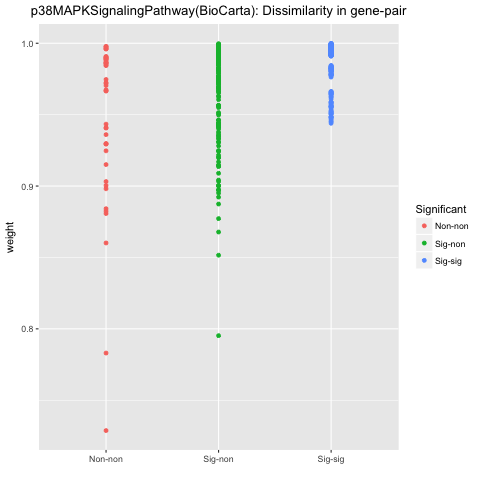 p38MAPKSignalingPathway(BioCarta): Dissimilarity in gene-pair
1.0
0.9
0.8
weight
Non-non
Sig-non
Sig-sig
Significant
Non-non
Sig-non
Sig-sig